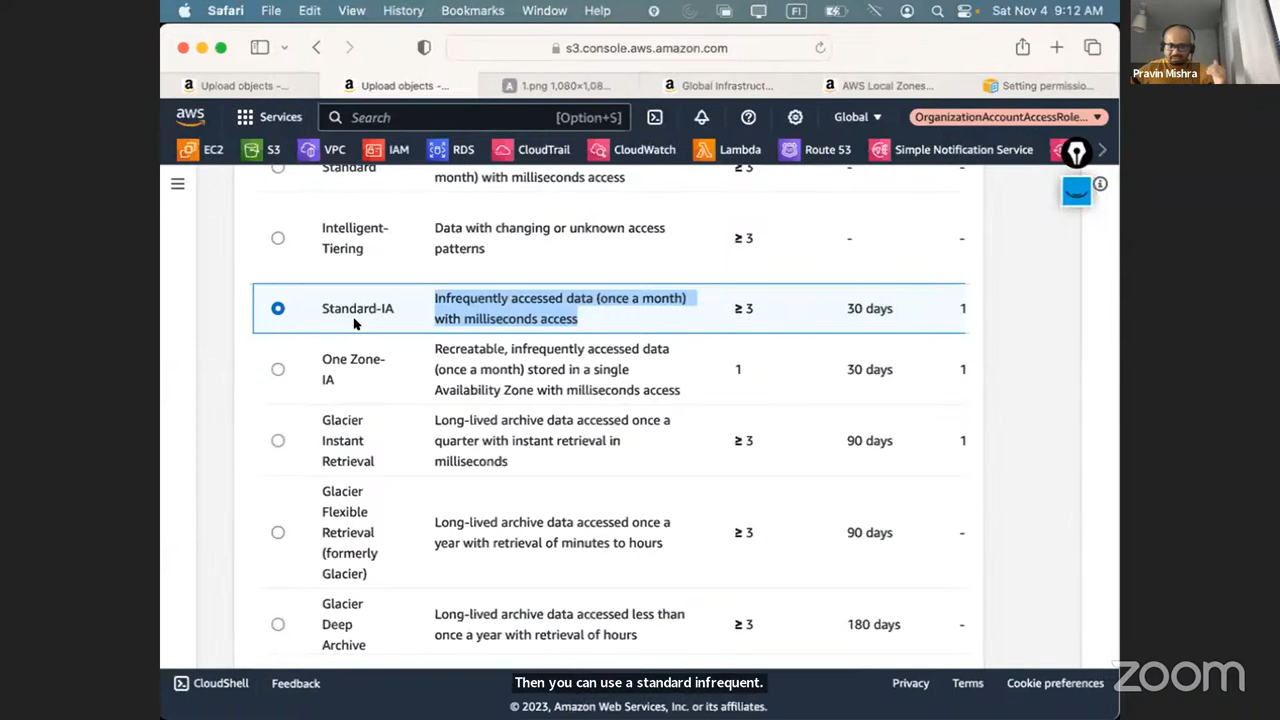 Safari File Edit View History Bookmarks Window Help FI Sat Nov 4 9:12 AM
Pravin Mishra
s3.console.aws.amazon.com
Upload objects -... Upload objects -... A 1.png 1,080×1,08... Global Infrastruct... AWS Local Zones... Setting permissio...
aws Services Search [Option+S] Global OrganizationAccountAccessRole...
EC2 S3 VPC IAM RDS CloudTrail CloudWatch Lambda Route 53 Simple Notification Service
Standard month) with milliseconds access ≥ 3 - -
Intelligent-
Tiering
Data with changing or unknown access
patterns
≥ 3 - -
Standard-IA
Infrequently accessed data (once a month)
with milliseconds access
≥ 3 30 days 1
One Zone-
IA
Recreatable, infrequently accessed data
(once a month) stored in a single
Availability Zone with milliseconds access
1 30 days 1
Glacier
Instant
Retrieval
Long-lived archive data accessed once a
quarter with instant retrieval in
milliseconds
≥ 3 90 days 1
Glacier
Flexible
Retrieval
(formerly
Glacier)
Long-lived archive data accessed once a
year with retrieval of minutes to hours
≥ 3 90 days -
Glacier
Deep
Archive
Long-lived archive data accessed less than
once a year with retrieval of hours
≥ 3 180 days -
CloudShell Feedback Then you can use a standard infrequent. Privacy Terms Cookie preferences
© 2023, Amazon Web Services, Inc. or its affiliates.
zoom